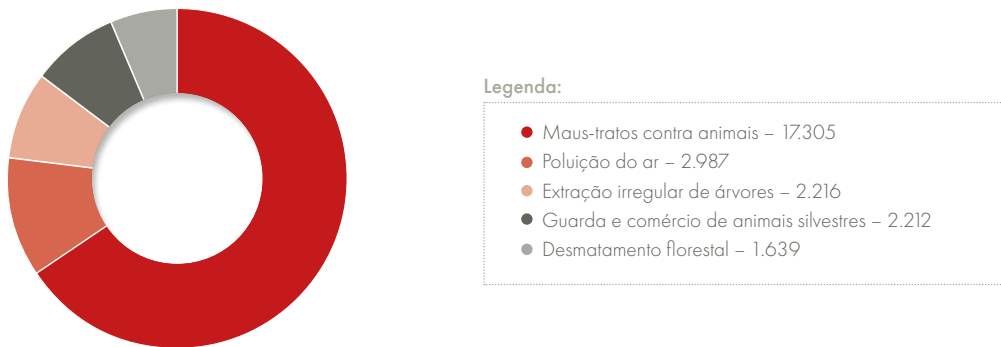 Legenda:
Maus-tratos contra animais – 17.305
Poluição do ar – 2.987
Extração irregular de árvores – 2.216
Guarda e comércio de animais silvestres – 2.212
Desmatamento florestal – 1.639